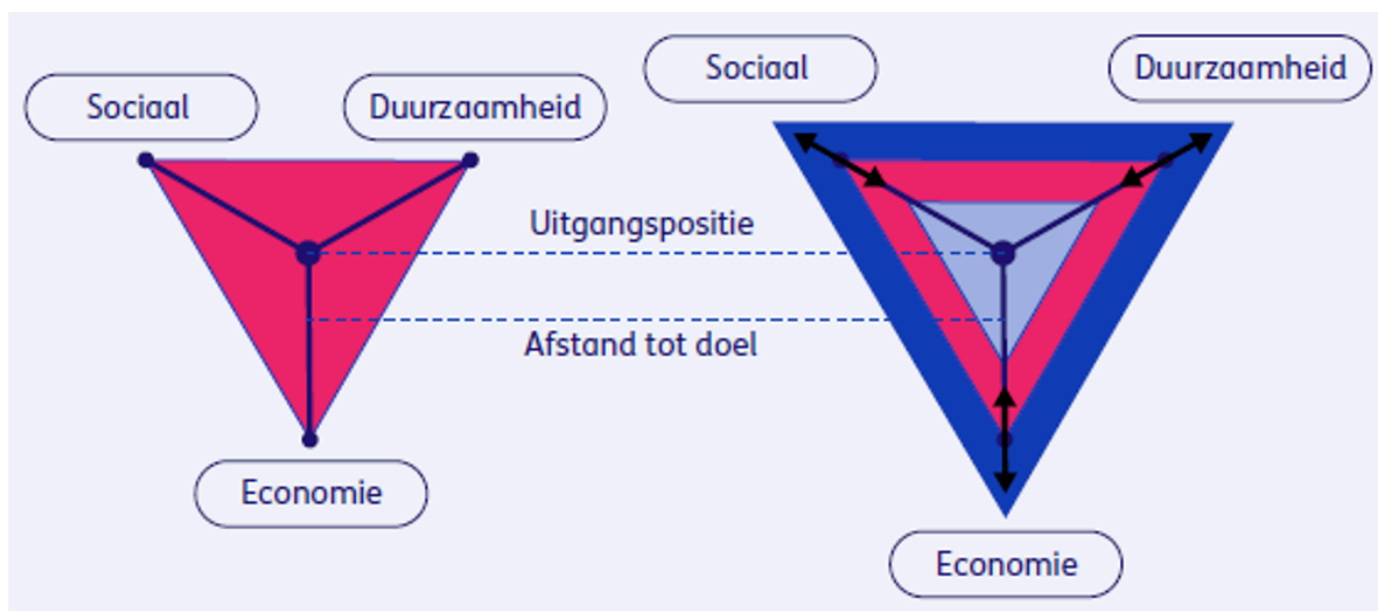 Sociaal
Duurzaamheid
Sociaal
Duurzaamheid
Uitgangspositie
Afstand tot doel
Economie
Economie